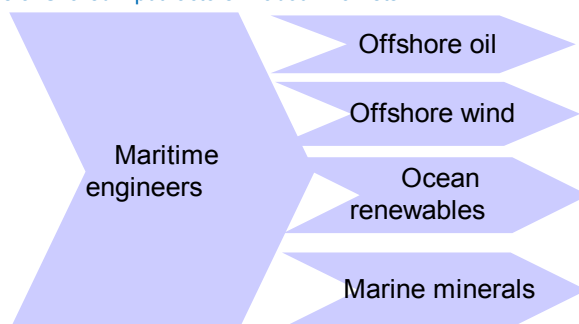 Offshore oil
Offshore wind
Maritime
engineers
Ocean
renewables
Marine minerals